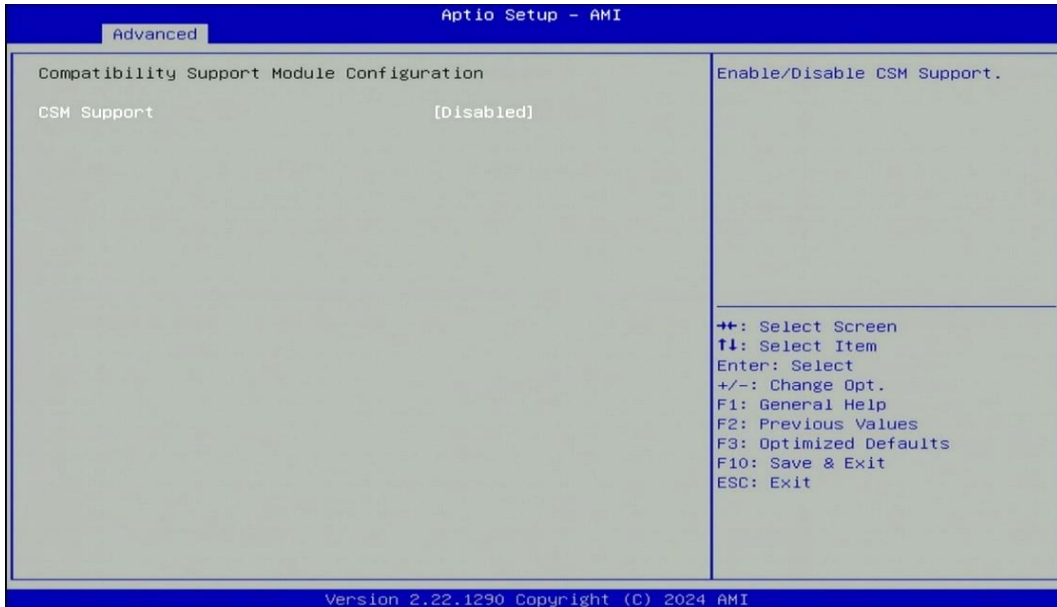 Aptio Setup - AMI
Advanced
Compatibility Support Module Configuration
CSM Support [Disabled]
Enable/Disable CSM Support.
→←: Select Screen
↑↓: Select Item
Enter: Select
+/-: Change Opt.
F1: General Help
F2: Previous Values
F3: Optimized Defaults
F10: Save & Exit
ESC: Exit
Version 2.22.1290 Copyright (C) 2024 AMI